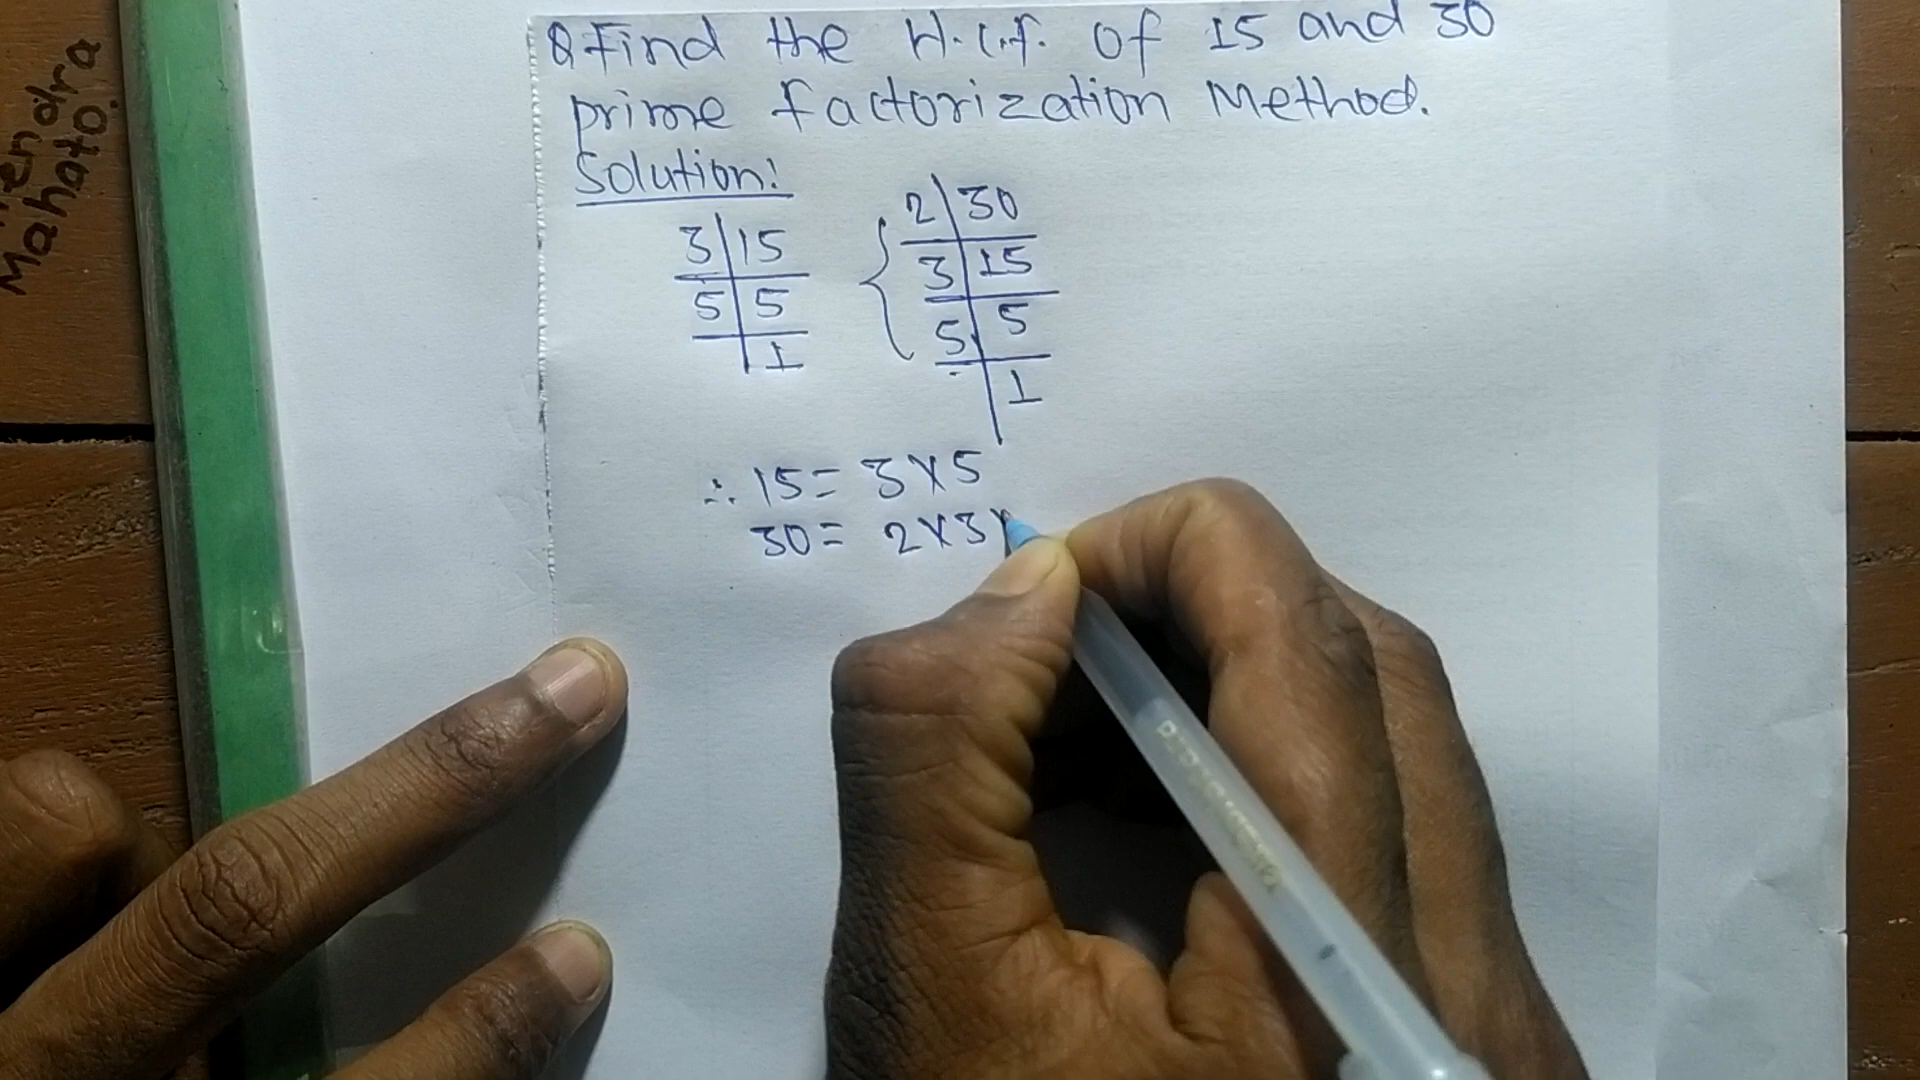 Q Find the H.C.f. of 15 and 30
prime factorization Method.
Solution:
3 15
5 5
1
2 30
3 15
5 5
1
∴ 15 = 3×5
30 = 2×3×
Mahato.